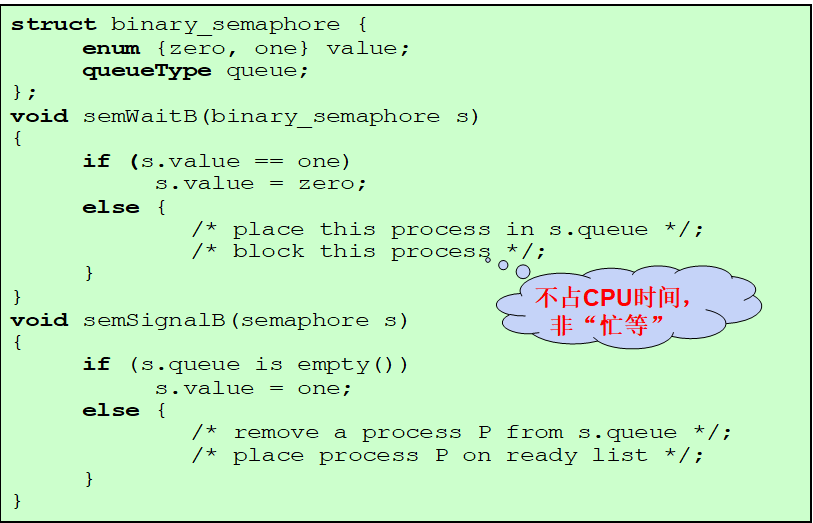 struct binary_semaphore {
enum {zero, one} value;
queueType queue;
};
void semWaitB(binary_semaphore s)
{
if (s.value == one)
s.value = zero;
else {
/* place this process in s.queue */;
/* block this process */;
}
}
不占CPU时间，
非“忙等”
void semSignalB(semaphore s)
{
if (s.queue is empty())
s.value = one;
else {
/* remove a process P from s.queue */;
/* place process P on ready list */;
}
}